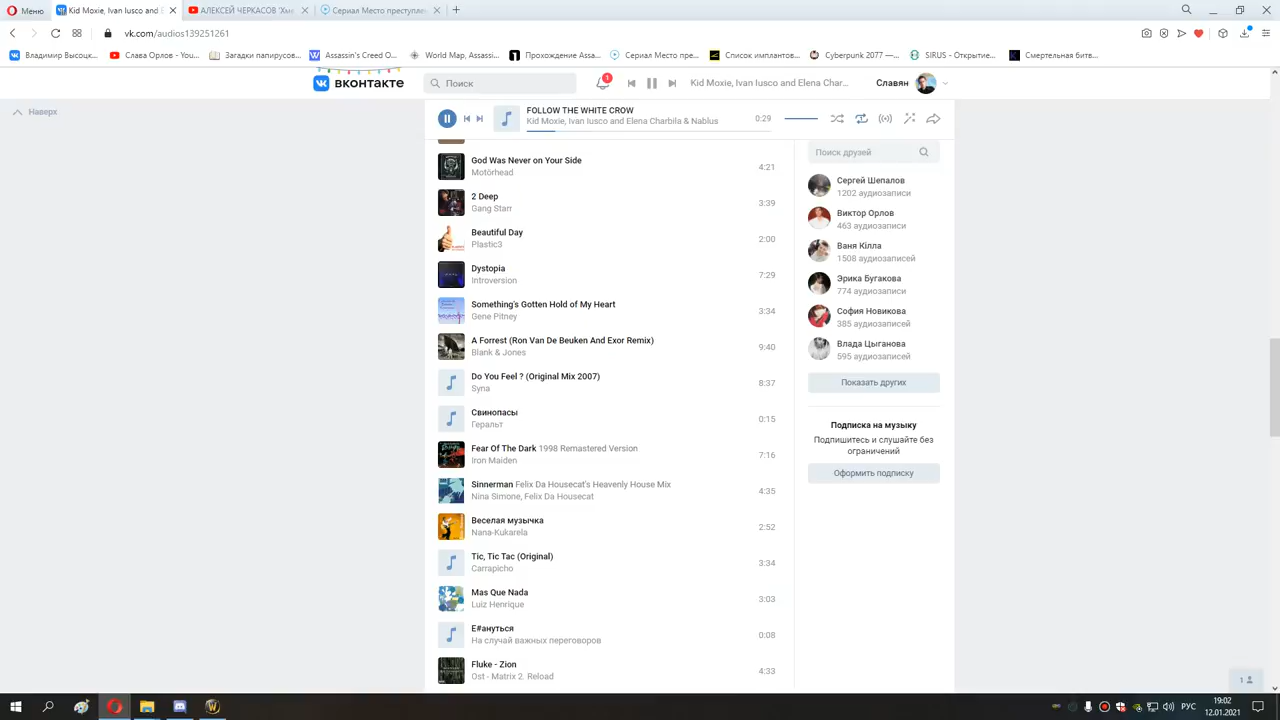 Меню
Kid Moxie, Ivan Iusco and E
АЛЕКСЕЙ ЧЕРКАСОВ 'Хме
Сериал Место преступлен
vk.com/audios139251261
Владимир Высоцк...
Слава Орлов - You...
Загадки папирусов...
Assassin's Creed O...
World Map, Assassi...
Прохождение Assa...
Сериал Место пре...
Список имплантов...
Cyberpunk 2077 —...
SIRUS - Открытие...
Смертельная битв...
вконтакте
Поиск
1
Kid Moxie, Ivan Iusco and Elena Char...
Славян
Наверх
FOLLOW THE WHITE CROW
Kid Moxie, Ivan Iusco and Elena Charbila & Nablus
0:29
God Was Never on Your Side
Motörhead
4:21
2 Deep
Gang Starr
3:39
Beautiful Day
Plastic3
2:00
Dystopia
Introversion
7:29
Something's Gotten Hold of My Heart
Gene Pitney
3:34
A Forrest (Ron Van De Beuken And Exor Remix)
Blank & Jones
9:40
Do You Feel ? (Original Mix 2007)
Syna
8:37
Свинопасы
Геральт
0:15
Fear Of The Dark 1998 Remastered Version
Iron Maiden
7:16
Sinnerman Felix Da Housecat's Heavenly House Mix
Nina Simone, Felix Da Housecat
4:35
Веселая музычка
Nana-Kukarela
2:52
Tic, Tic Tac (Original)
Carrapicho
3:34
Mas Que Nada
Luiz Henrique
3:03
Е#ануться
На случай важных переговоров
0:08
Fluke - Zion
Ost - Matrix 2. Reload
4:33
Поиск друзей
Сергей Шепалов
1202 аудиозаписи
Виктор Орлов
463 аудиозаписи
Ваня Кілла
1508 аудиозаписей
Эрика Бугакова
774 аудиозаписи
София Новикова
385 аудиозаписей
Влада Цыганова
595 аудиозаписей
Показать других
Подписка на музыку
Подпишитесь и слушайте без
ограничений
Оформить подписку
1
РУС
19:02
12.01.2021